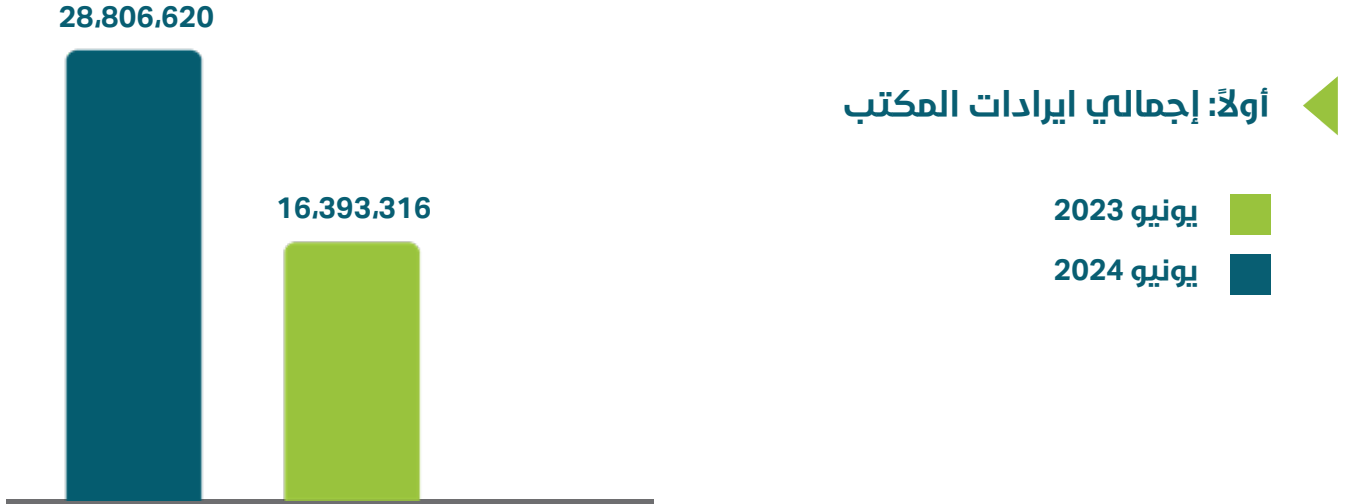 أولاً: إجمالي ايرادات المكتب
يونيو 2023
يونيو 2024
28،806،620
16،393،316